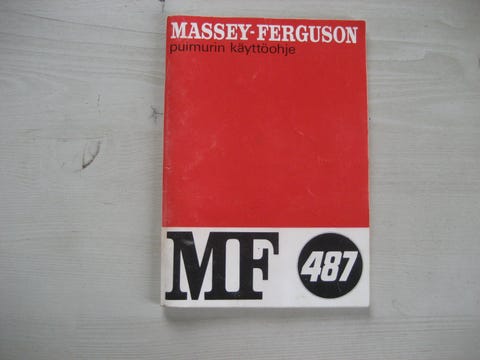 MASSEY-FERGUSON
puimurin käyttöohje
MF 487